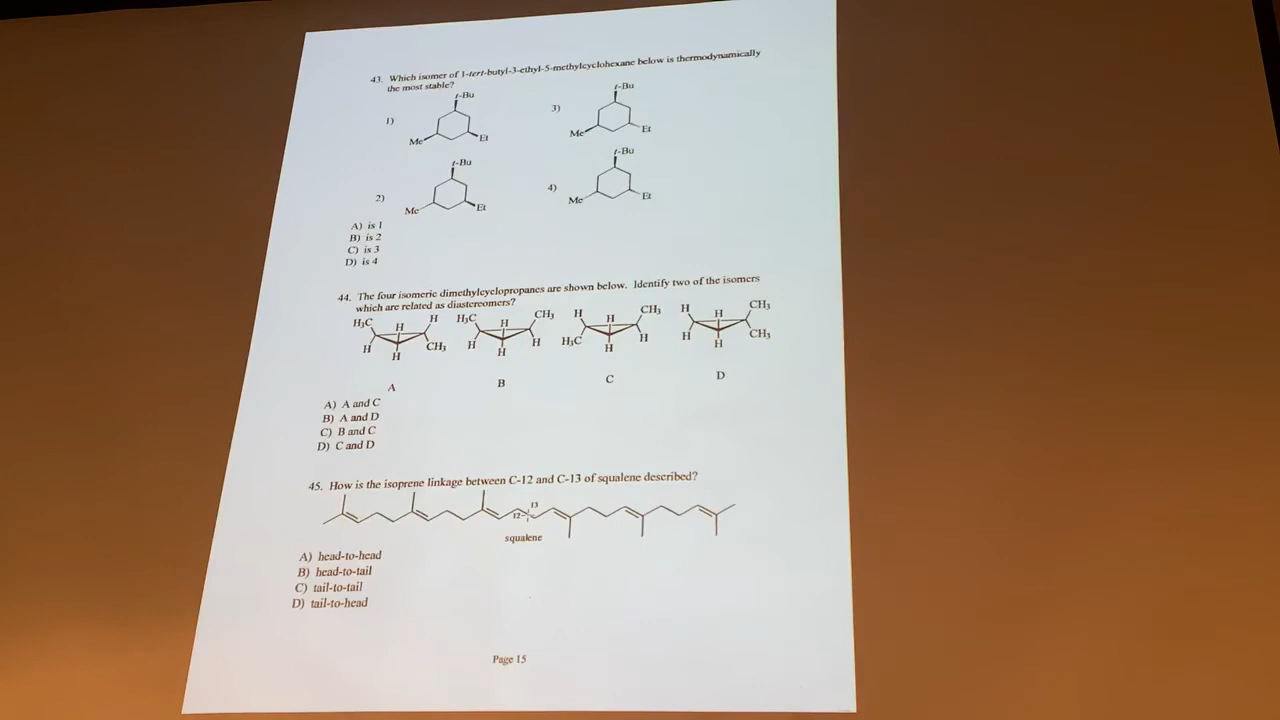 43. Which isomer of 1-tert-butyl-3-ethyl-5-methylcyclohexane below is thermodynamically
the most stable?
1)
t-Bu
Me
Et
3)
t-Bu
Me
Et
2)
t-Bu
Me
Et
4)
t-Bu
Me
Et
A) is 1
B) is 2
C) is 3
D) is 4
44. The four isomeric dimethylcyclopropanes are shown below. Identify two of the isomers
which are related as diastereomers?
H₃C H H
H H CH₃
A
H₃C H CH₃
H H H
B
H H CH₃
H₃C H H
C
H H CH₃
H H CH₃
D
A) A and C
B) A and D
C) B and C
D) C and D
45. How is the isoprene linkage between C-12 and C-13 of squalene described?
13
12
squalene
A) head-to-head
B) head-to-tail
C) tail-to-tail
D) tail-to-head
Page 15